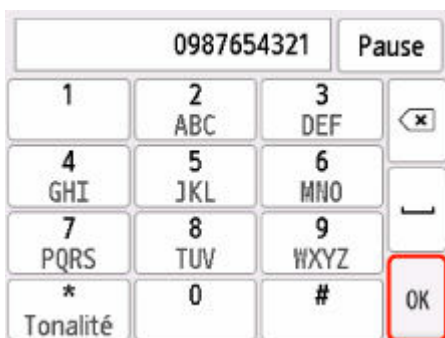 0987654321 Pause
1 2 3
ABC DEF
4 5 6
GHI JKL MNO
7 8 9
PQRS TUV WXYZ
* 0 # OK
Tonalité